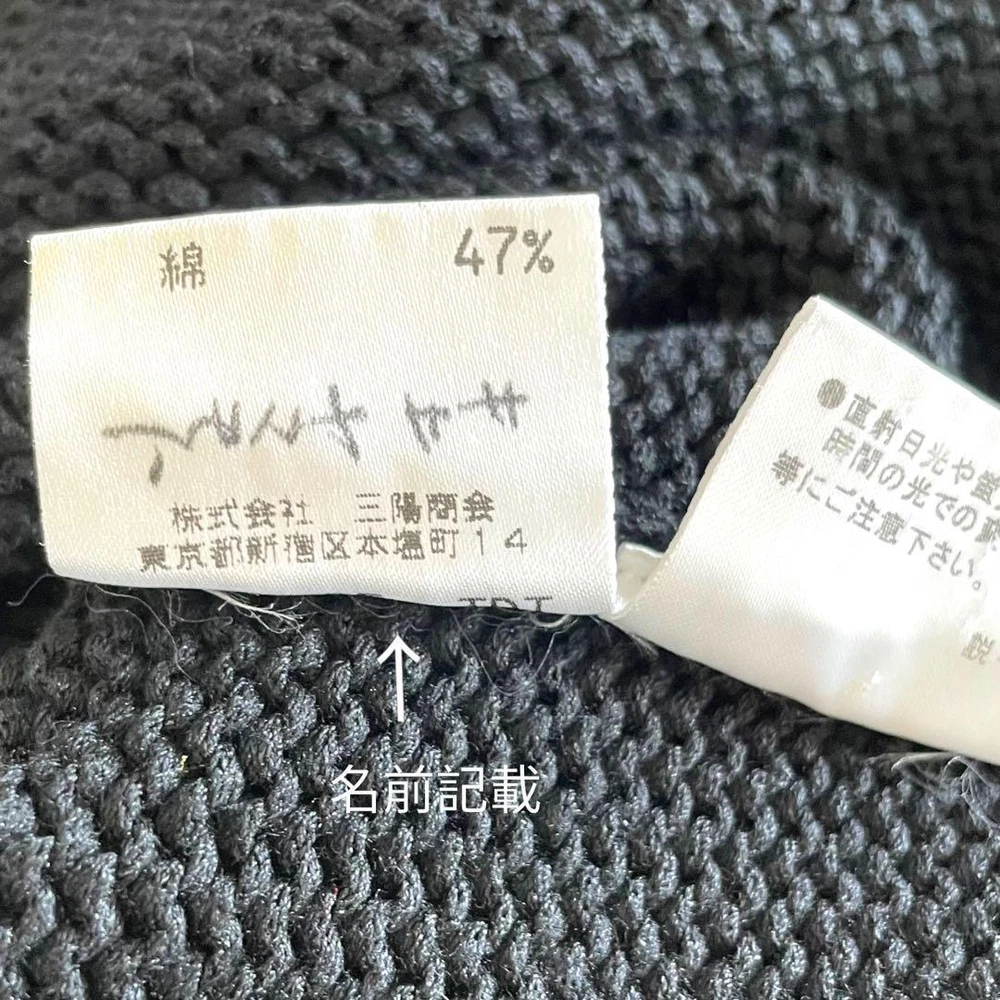 綿 47%
株式会社 三陽商会
東京都新宿区本塩町14
名前記載
●直射日光や蛍
時間の光での
等にご注意下さい。